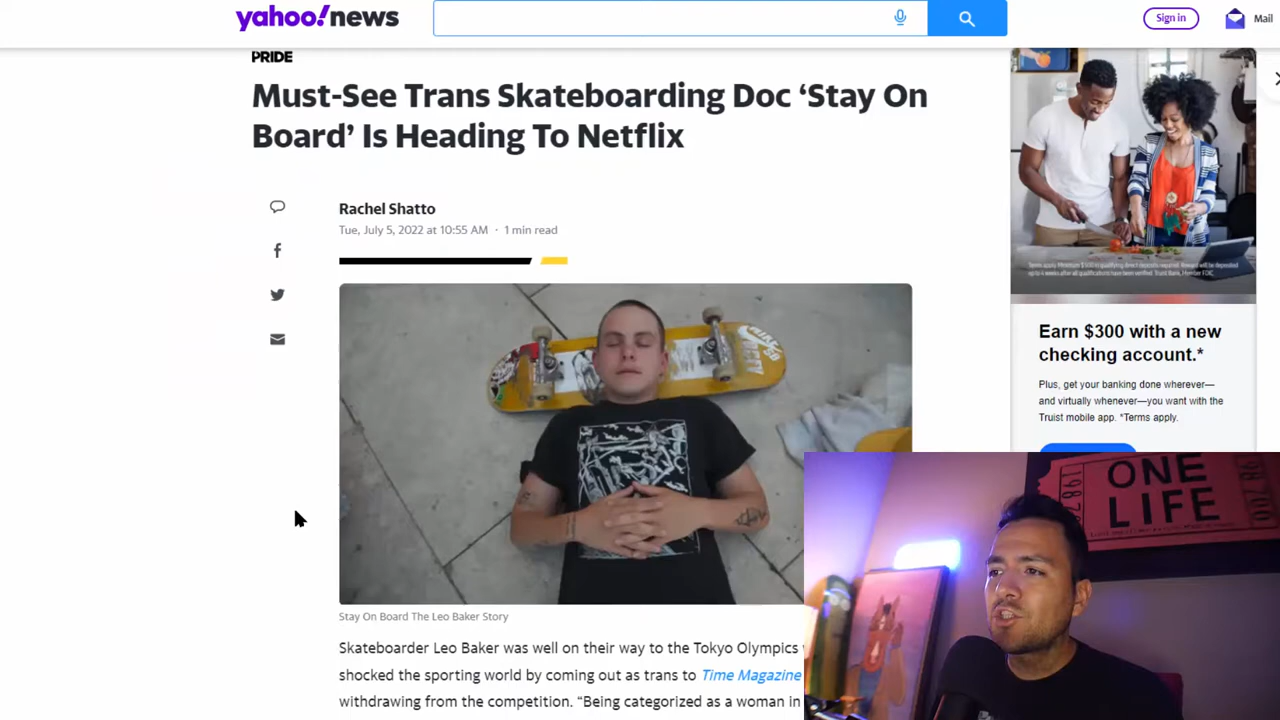 yahoo!news
Sign in
Mail
PRIDE
Must-See Trans Skateboarding Doc ‘Stay On
Board’ Is Heading To Netflix
Rachel Shatto
Tue, July 5, 2022 at 10:55 AM · 1 min read
Stay On Board The Leo Baker Story
Skateboarder Leo Baker was well on their way to the Tokyo Olympics
shocked the sporting world by coming out as trans to Time Magazine
withdrawing from the competition. “Being categorized as a woman in
Earn $300 with a new
checking account.*
Plus, get your banking done wherever—
and virtually whenever—you want with the
Truist mobile app. *Terms apply.
ONE
LIFE